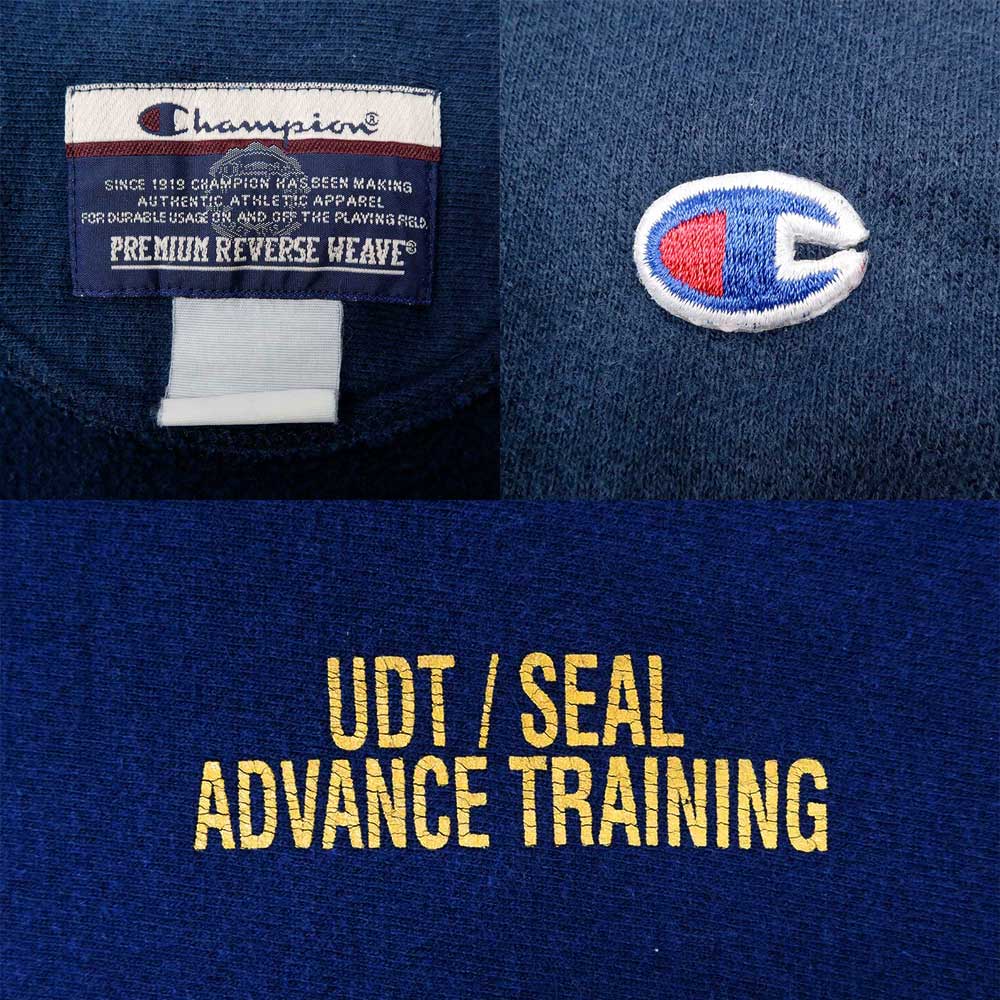 Champion®
SINCE 1919 CHAMPION HAS BEEN MAKING
AUTHENTIC ATHLETIC APPAREL
FOR DURABLE USAGE ON AND OFF THE PLAYING FIELD.
PREMIUM REVERSE WEAVE®
C
UDT / SEAL
ADVANCE TRAINING